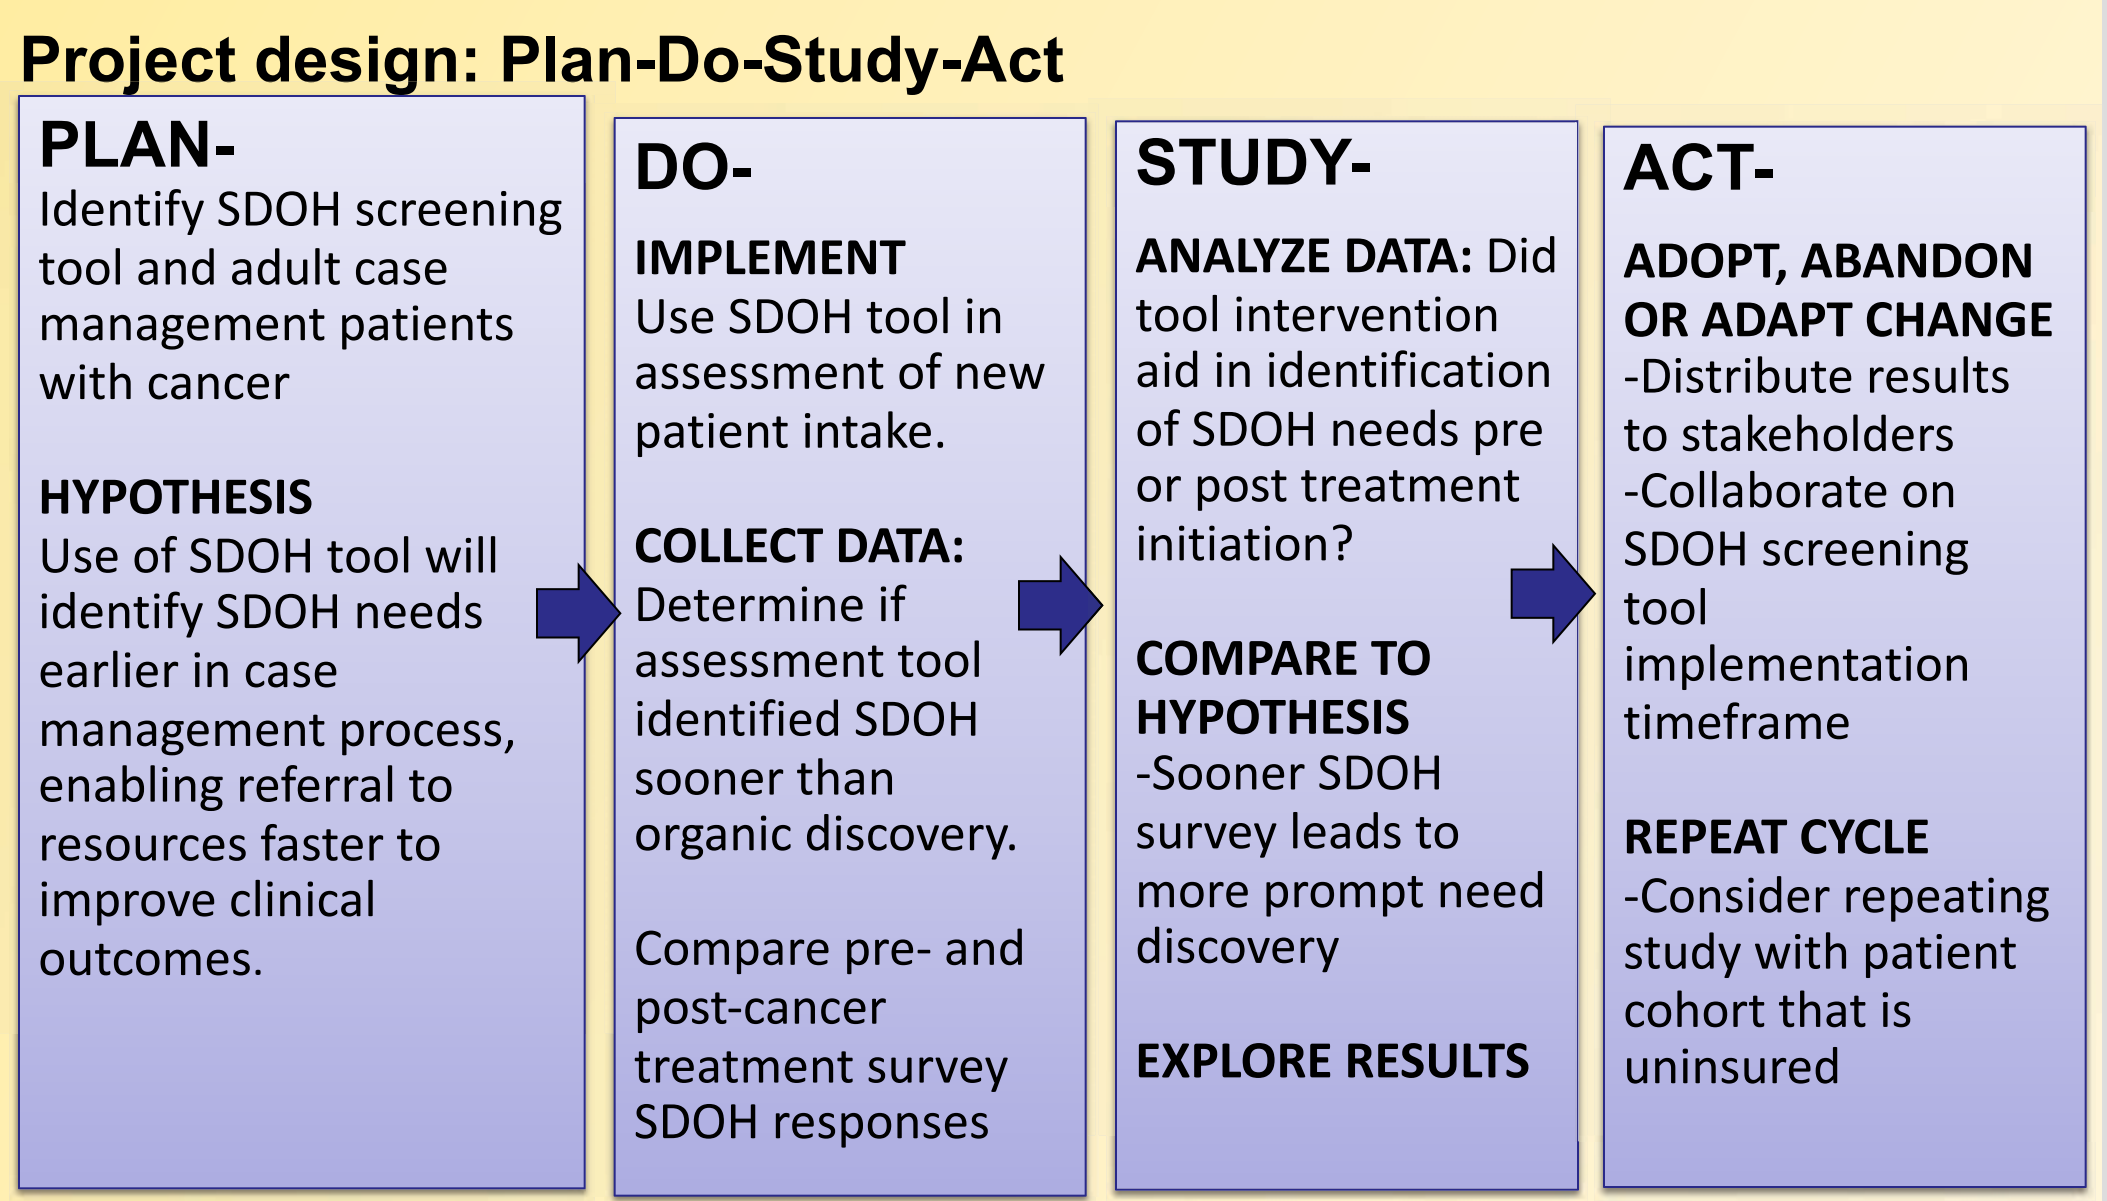 Project design: Plan-Do-Study-Act
PLAN-
Identify SDOH screening
tool and adult case
management patients
with cancer
HYPOTHESIS
Use of SDOH tool will
identify SDOH needs
earlier in case
management process,
enabling referral to
resources faster to
improve clinical
outcomes.
DO-
IMPLEMENT
Use SDOH tool in
assessment of new
patient intake.
COLLECT DATA:
Determine if
assessment tool
identified SDOH
sooner than
organic discovery.
Compare pre- and
post-cancer
treatment survey
SDOH responses
STUDY-
ANALYZE DATA: Did
tool intervention
aid in identification
of SDOH needs pre
or post treatment
initiation?
COMPARE TO
HYPOTHESIS
-Sooner SDOH
survey leads to
more prompt need
discovery
EXPLORE RESULTS
ACT-
ADOPT, ABANDON
OR ADAPT CHANGE
-Distribute results
to stakeholders
-Collaborate on
SDOH screening
tool
implementation
timeframe
REPEAT CYCLE
-Consider repeating
study with patient
cohort that is
uninsured